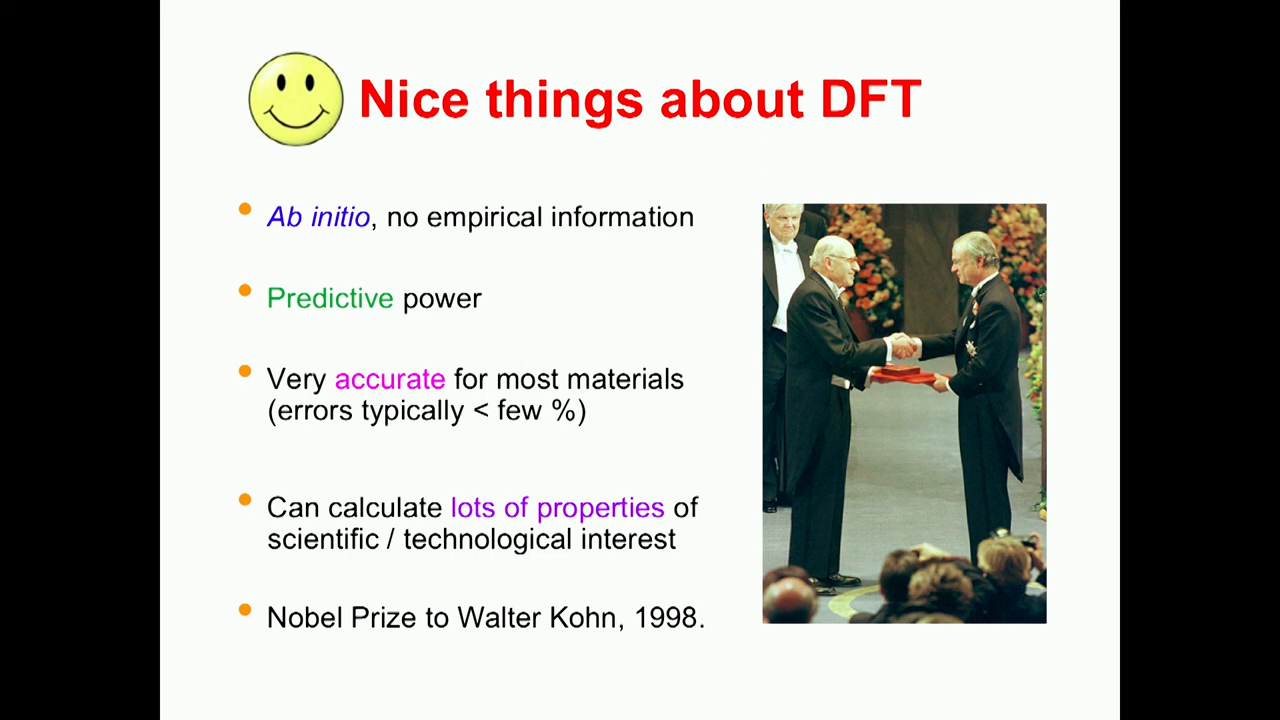 Nice things about DFT
Ab initio, no empirical information
Predictive power
Very accurate for most materials
(errors typically < few %)
Can calculate lots of properties of
scientific / technological interest
Nobel Prize to Walter Kohn, 1998.